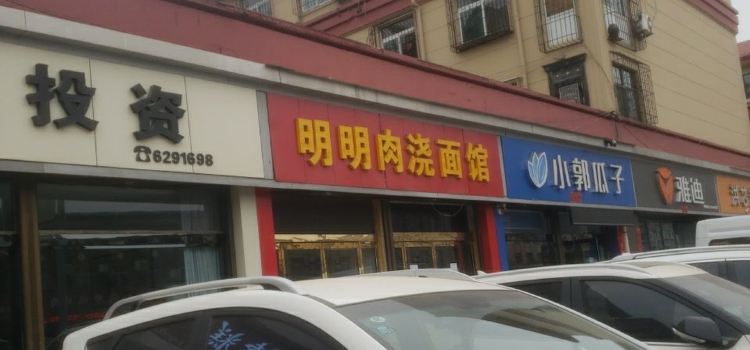 投资
☎6291698
明明肉浇面馆
小郭瓜子
雅迪